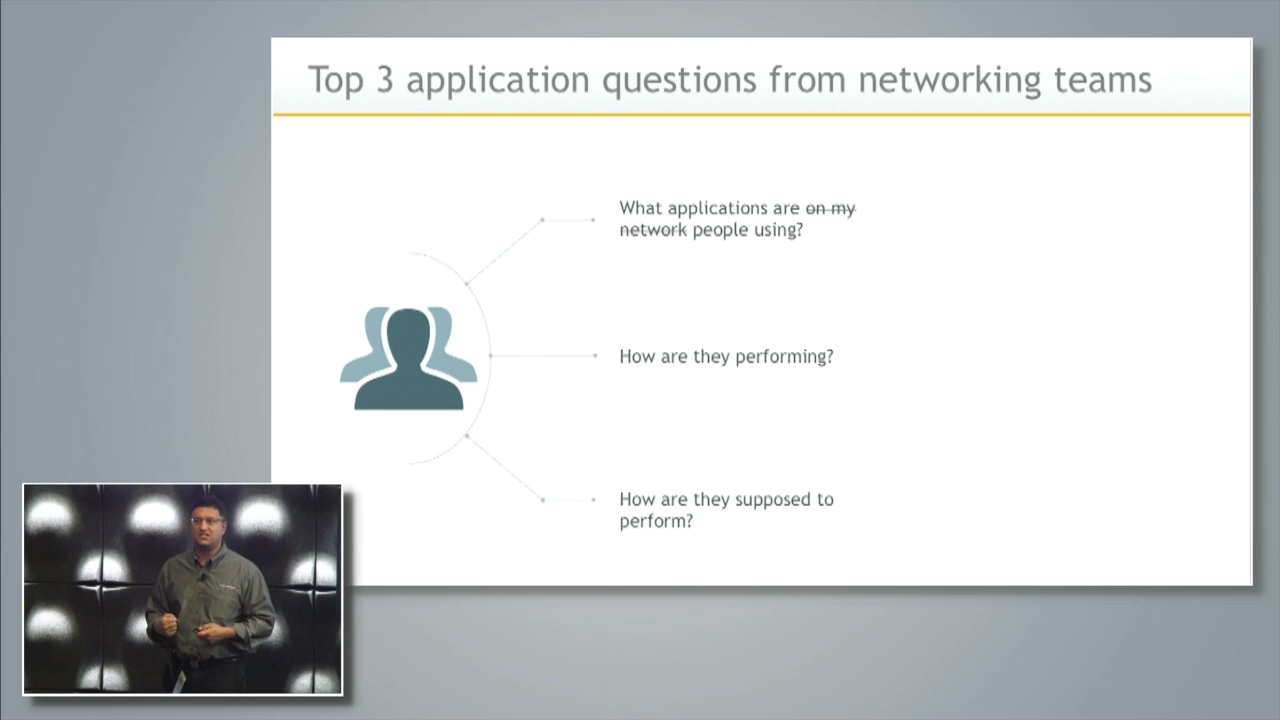 Top 3 application questions from networking teams
What applications are on my
network people using?
How are they performing?
How are they supposed to
perform?